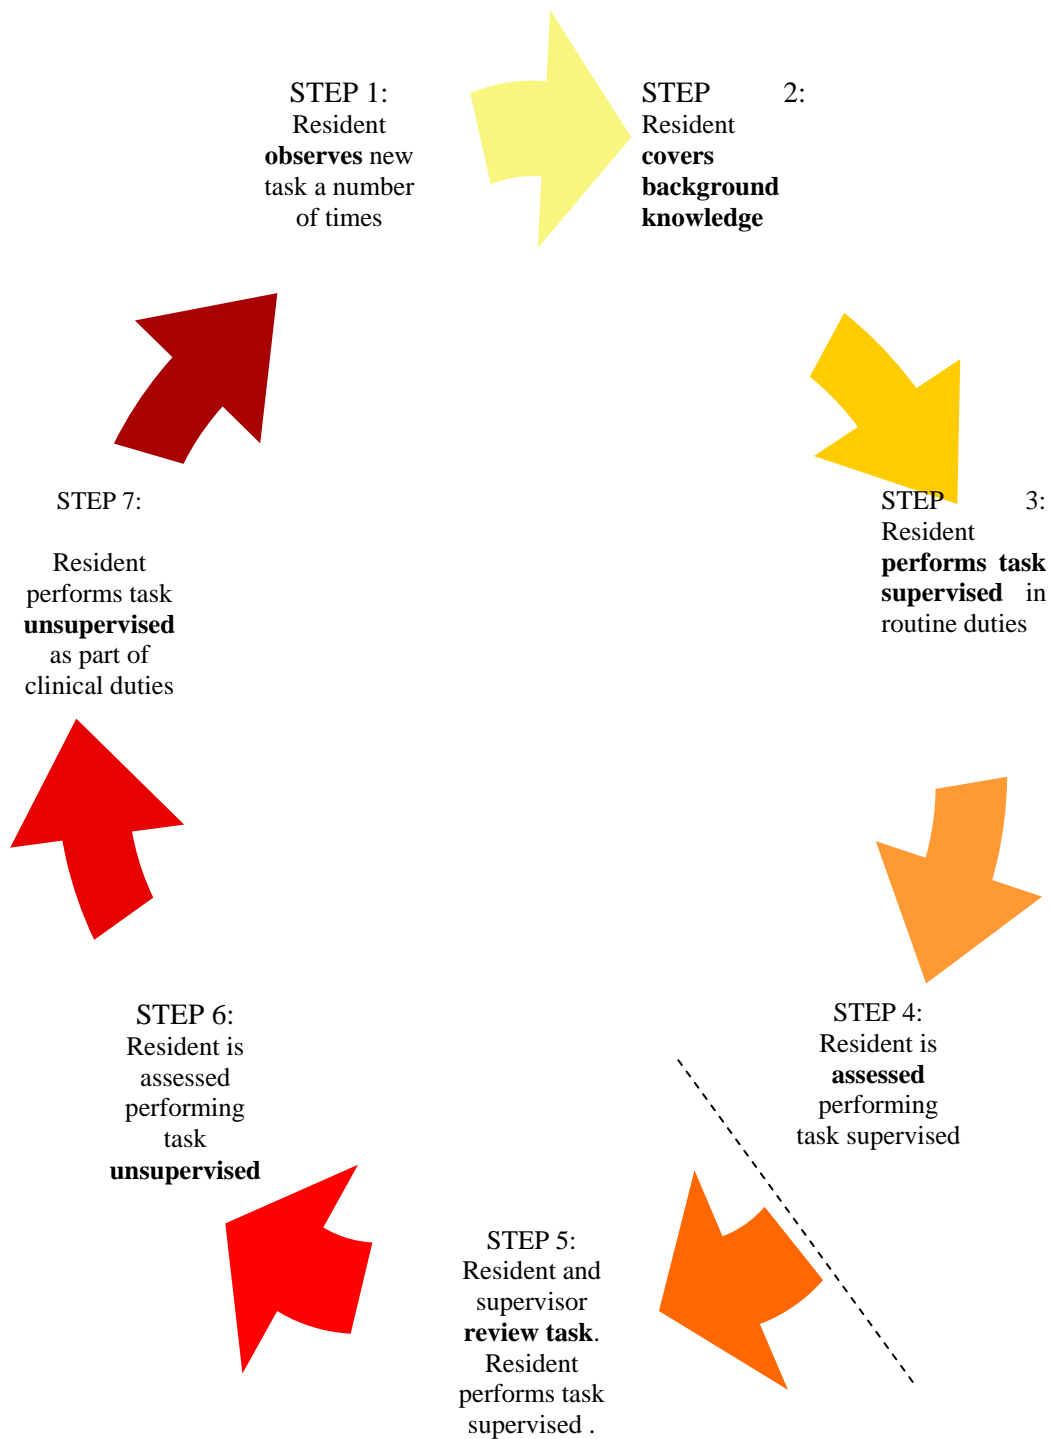 STEP 1:
Resident
observes new
task a number
of times
STEP 2:
Resident
covers
background
knowledge
STEP 3:
Resident
performs task
supervised in
routine duties
STEP 4:
Resident is
assessed
performing
task supervised
STEP 5:
Resident and
supervisor
review task.
Resident
performs task
supervised .
STEP 6:
Resident is
assessed
performing
task
unsupervised
STEP 7:
Resident
performs task
unsupervised
as part of
clinical duties